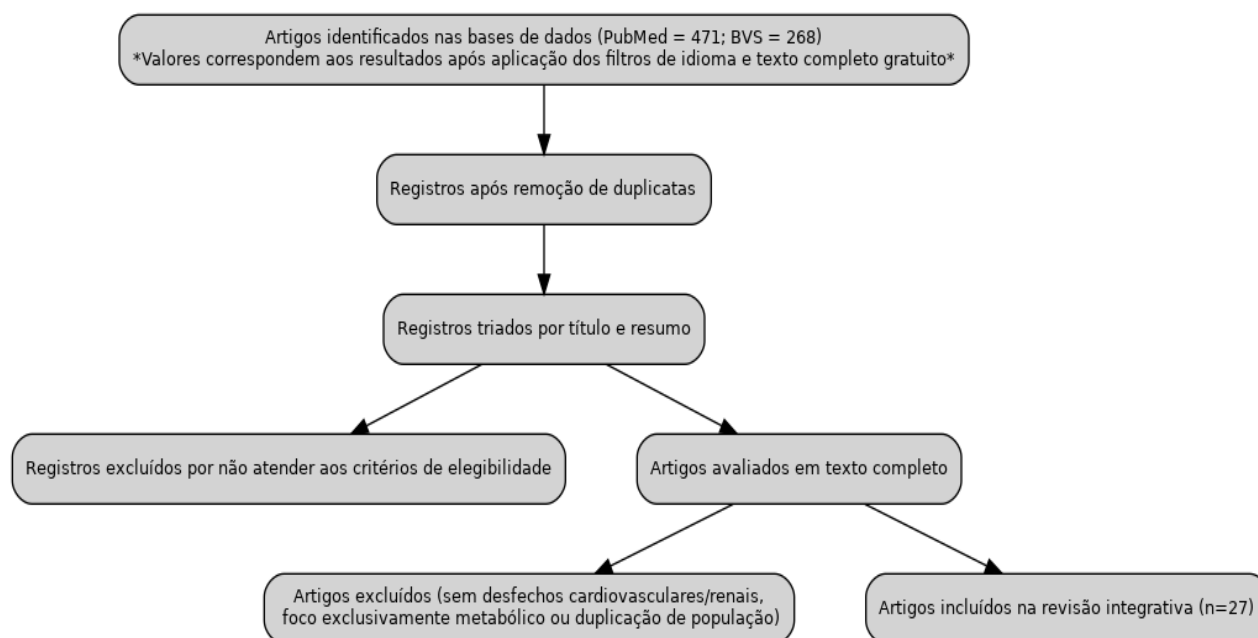 Artigos identificados nas bases de dados (PubMed = 471; BVS = 268)
*Valores correspondem aos resultados após aplicação dos filtros de idioma e texto completo gratuito*
Registros após remoção de duplicatas
Registros triados por título e resumo
Registros excluídos por não atender aos critérios de elegibilidade
Artigos avaliados em texto completo
Artigos excluídos (sem desfechos cardiovasculares/renais,
foco exclusivamente metabólico ou duplicação de população)
Artigos incluídos na revisão integrativa (n=27)